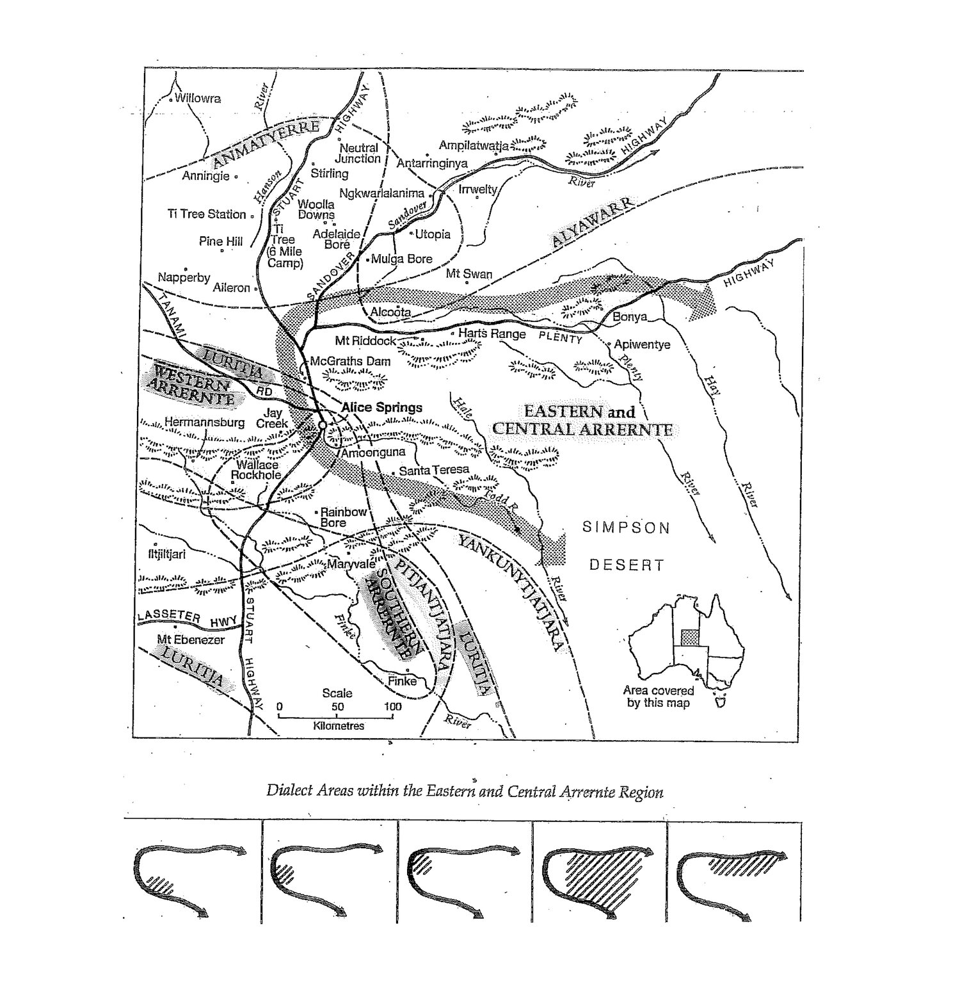 Willowra
River
HIGHWAY
ANMATYERRE
Neutral
Junction
Ampilatwatja
HIGHWAY
Antarringinya
Anningie
Stirling
Hanson
River
STUART
Ngkwarlalanima
Irrwelty
Woolla
Downs
Sandover
Ti Tree Station
ALYAWARR
Ti
Tree
(6 Mile
Camp)
Adelaide
Bore
Utopia
Pine Hill
Mulga Bore
SANDOVER
Mt Swan
HIGHWAY
Napperby
Aileron
TANAMI
Alcoota
Bonya
Mt Riddock
Harts Range
PLENTY
Apiwentye
LURITJA
McGraths Dam
Plenty
WESTERN
ARRERNTE
RD
Hay
Alice Springs
Hale
EASTERN and
CENTRAL ARRERNTE
Jay
Creek
Hermannsburg
Amoonguna
Wallace
Rockhole
Santa Teresa
River
River
Todd R
Rainbow
Bore
SIMPSON
DESERT
YANKUNYTJATJARA
Iltjiltjari
Maryvale
PITJANTJATJARA
SOUTHERN
ARRERNTE
River
STUART
LASSETER HWY
Finke
Mt Ebenezer
LURITJA
LURITJA
HIGHWAY
Finke
Scale
0 50 100
Kilometres
River
Area covered
by this map
Dialect Areas within the Eastern and Central Arrernte Region